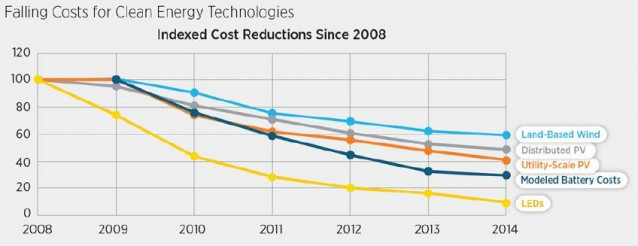 Falling Costs for Clean Energy Technologies
Indexed Cost Reductions Since 2008
120
100
80
60
40
20
0
Land-Based Wind
Distributed PV
Utility-Scale PV
Modeled Battery Costs
LEDs
2008 2009 2010 2011 2012 2013 2014